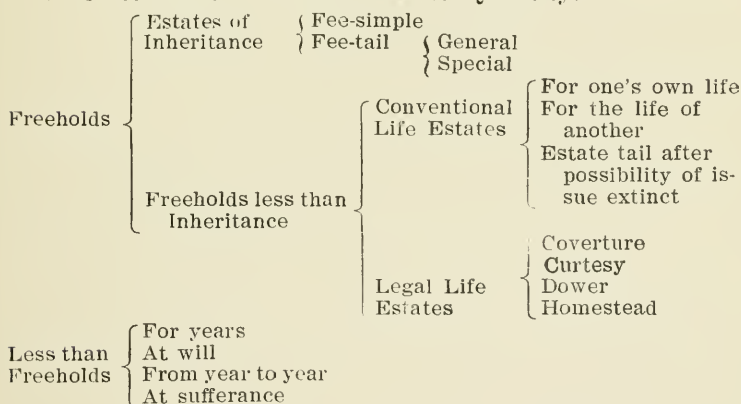 Freeholds
Estates of
Inheritance
Fee-simple
Fee-tail
General
Special
Freeholds less than
Inheritance
Conventional
Life Estates
For one's own life
For the life of
another
Estate tail after
possibility of is-
sue extinct
Legal Life
Estates
Coverture
Curtesy
Dower
Homestead
Less than
Freeholds
For years
At will
From year to year
At sufferance